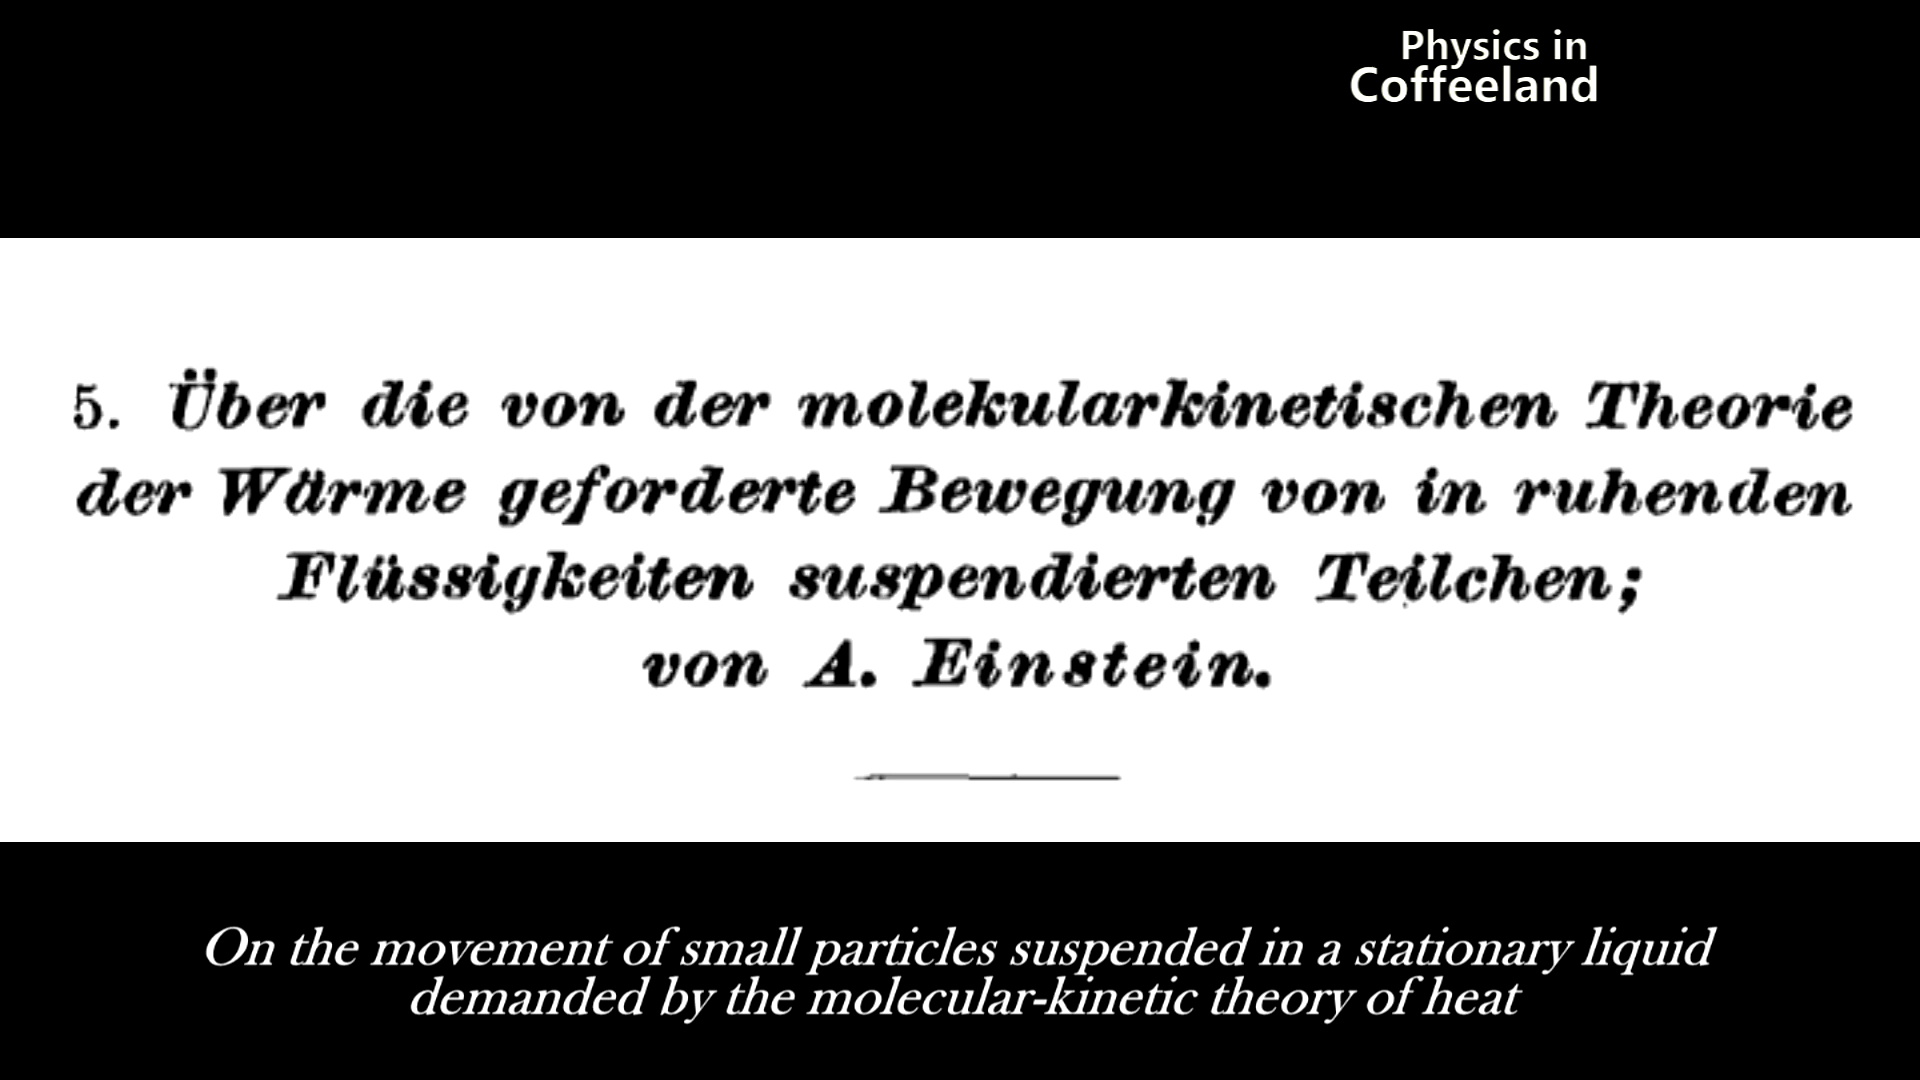 Physics in
Coffeeland
5. Über die von der molekularkinetischen Theorie
der Wärme geforderte Bewegung von in ruhenden
Flüssigkeiten suspendierten Teilchen;
von A. Einstein.
On the movement of small particles suspended in a stationary liquid
demanded by the molecular-kinetic theory of heat